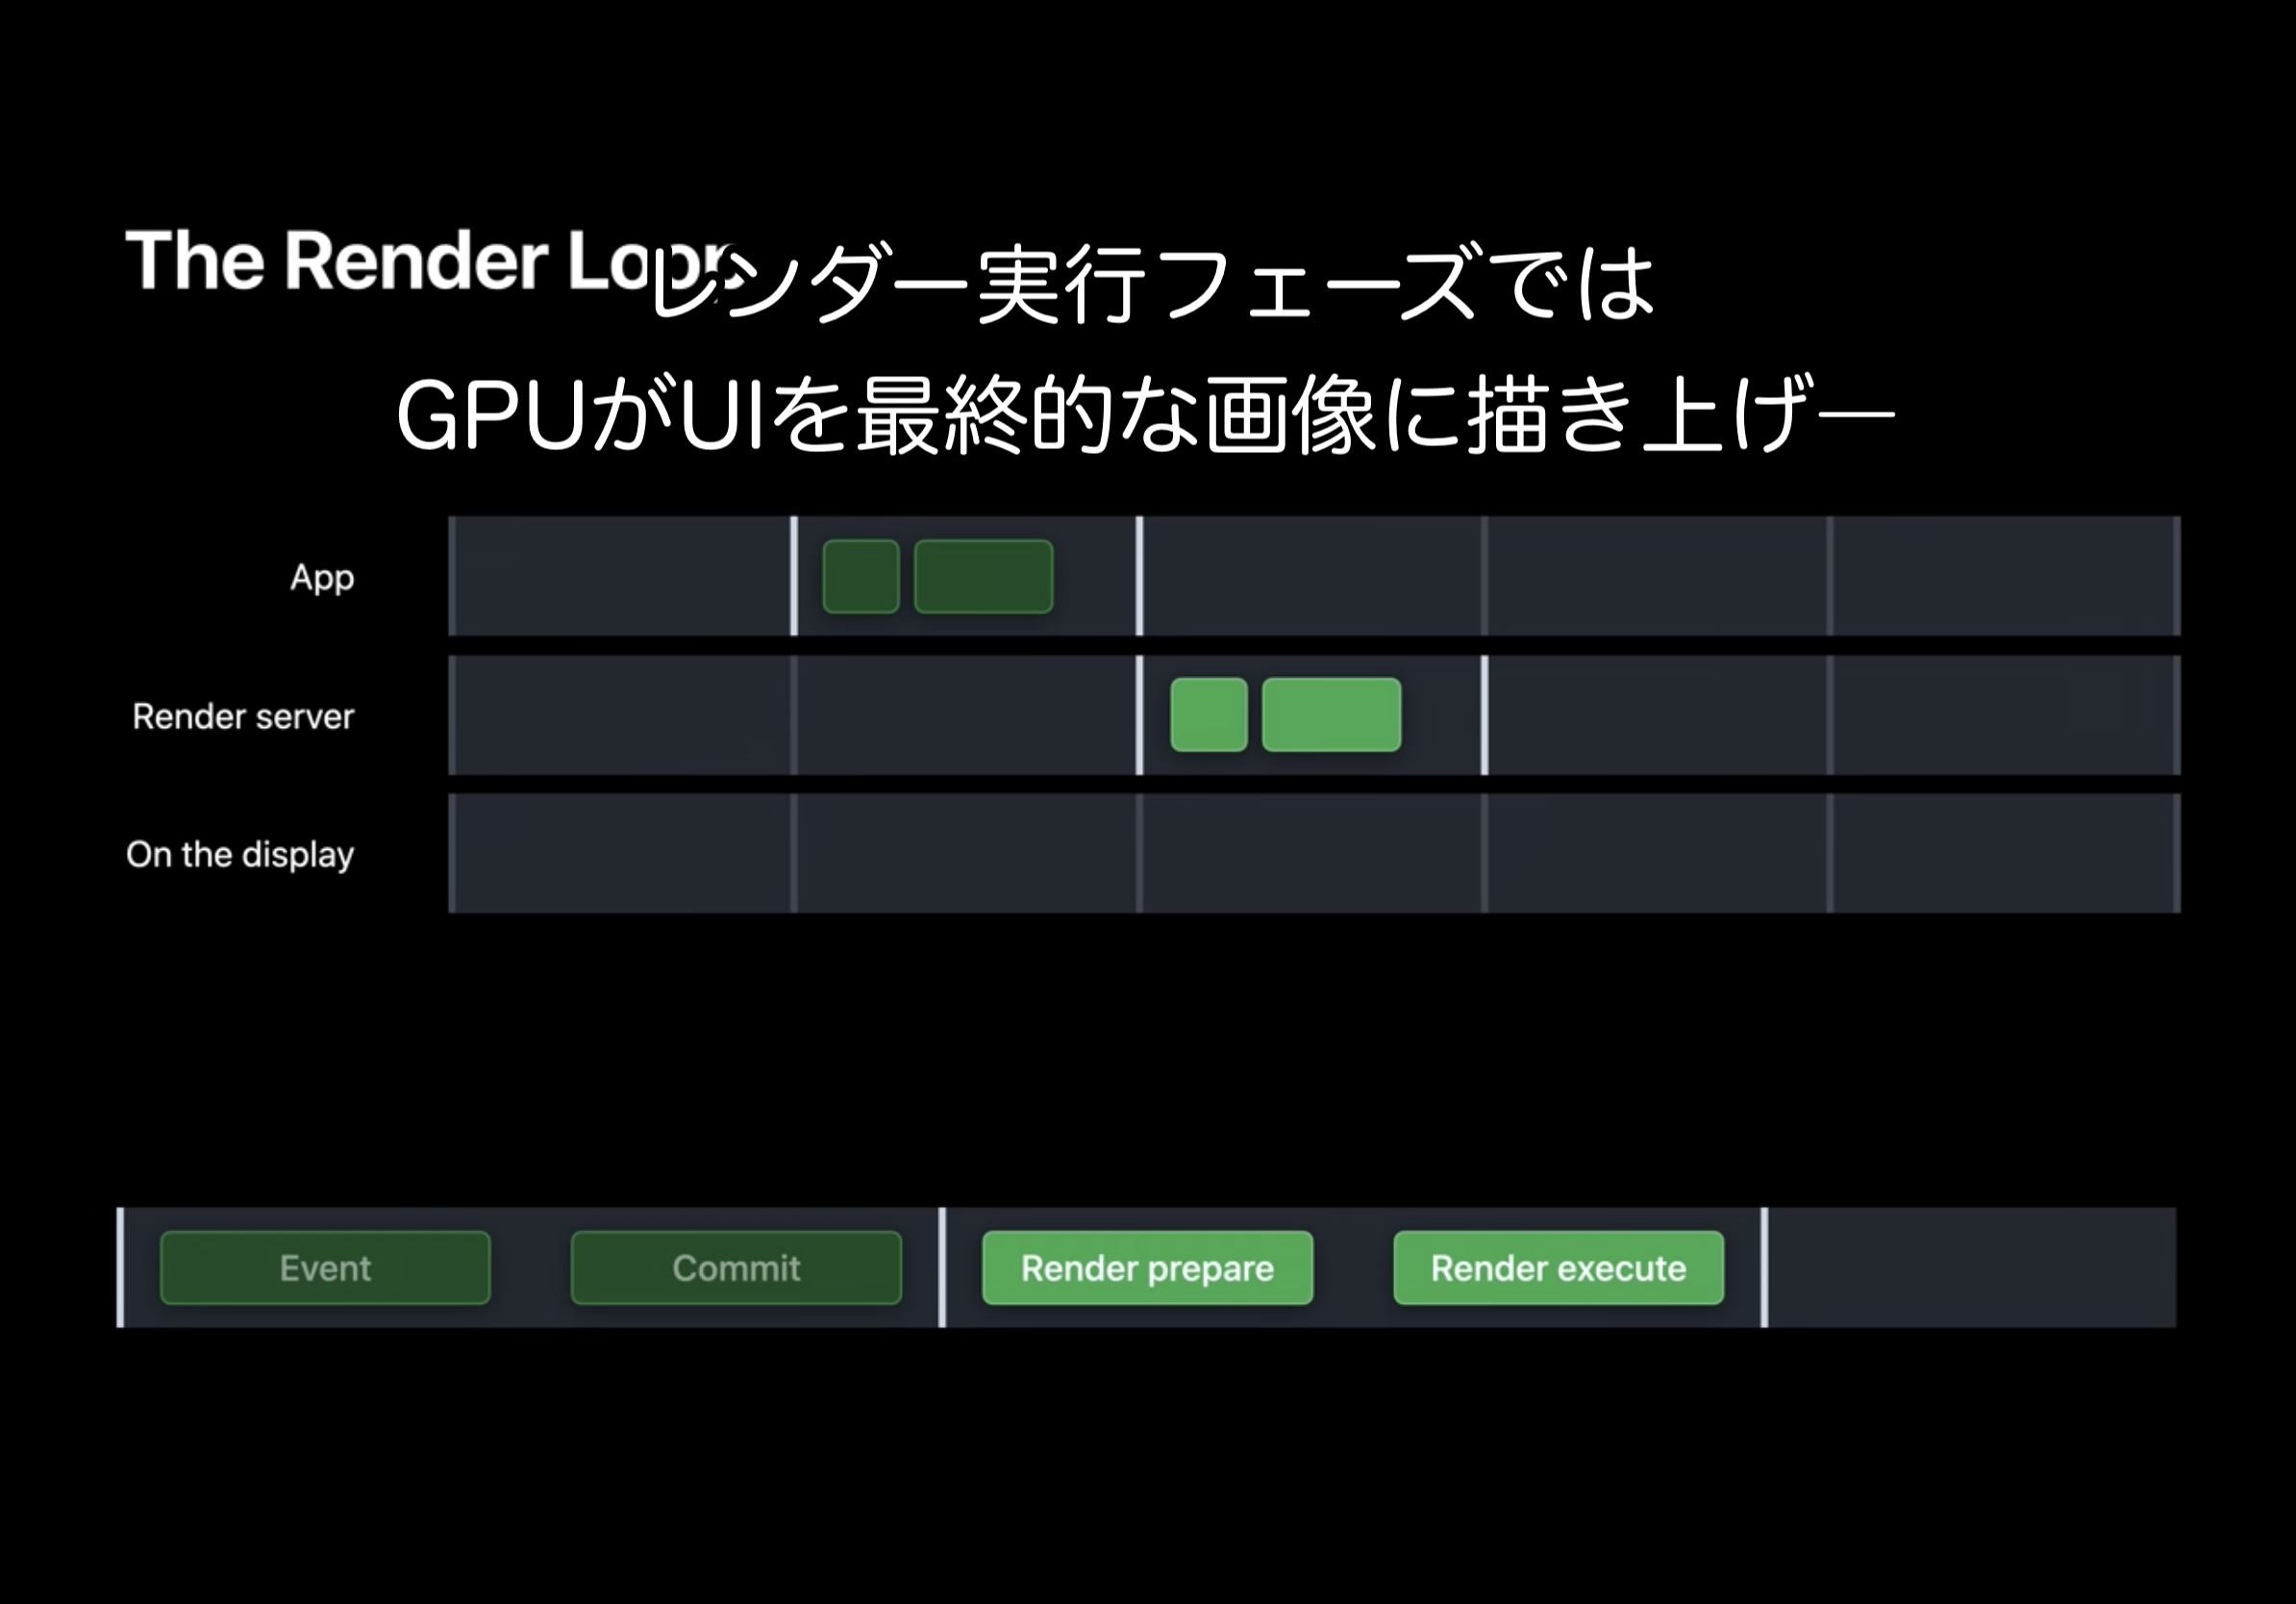 The Render Loop
レンダー実行フェーズでは
GPUがUIを最終的な画像に描き上げ―
App
Render server
On the display
Event
Commit
Render prepare
Render execute